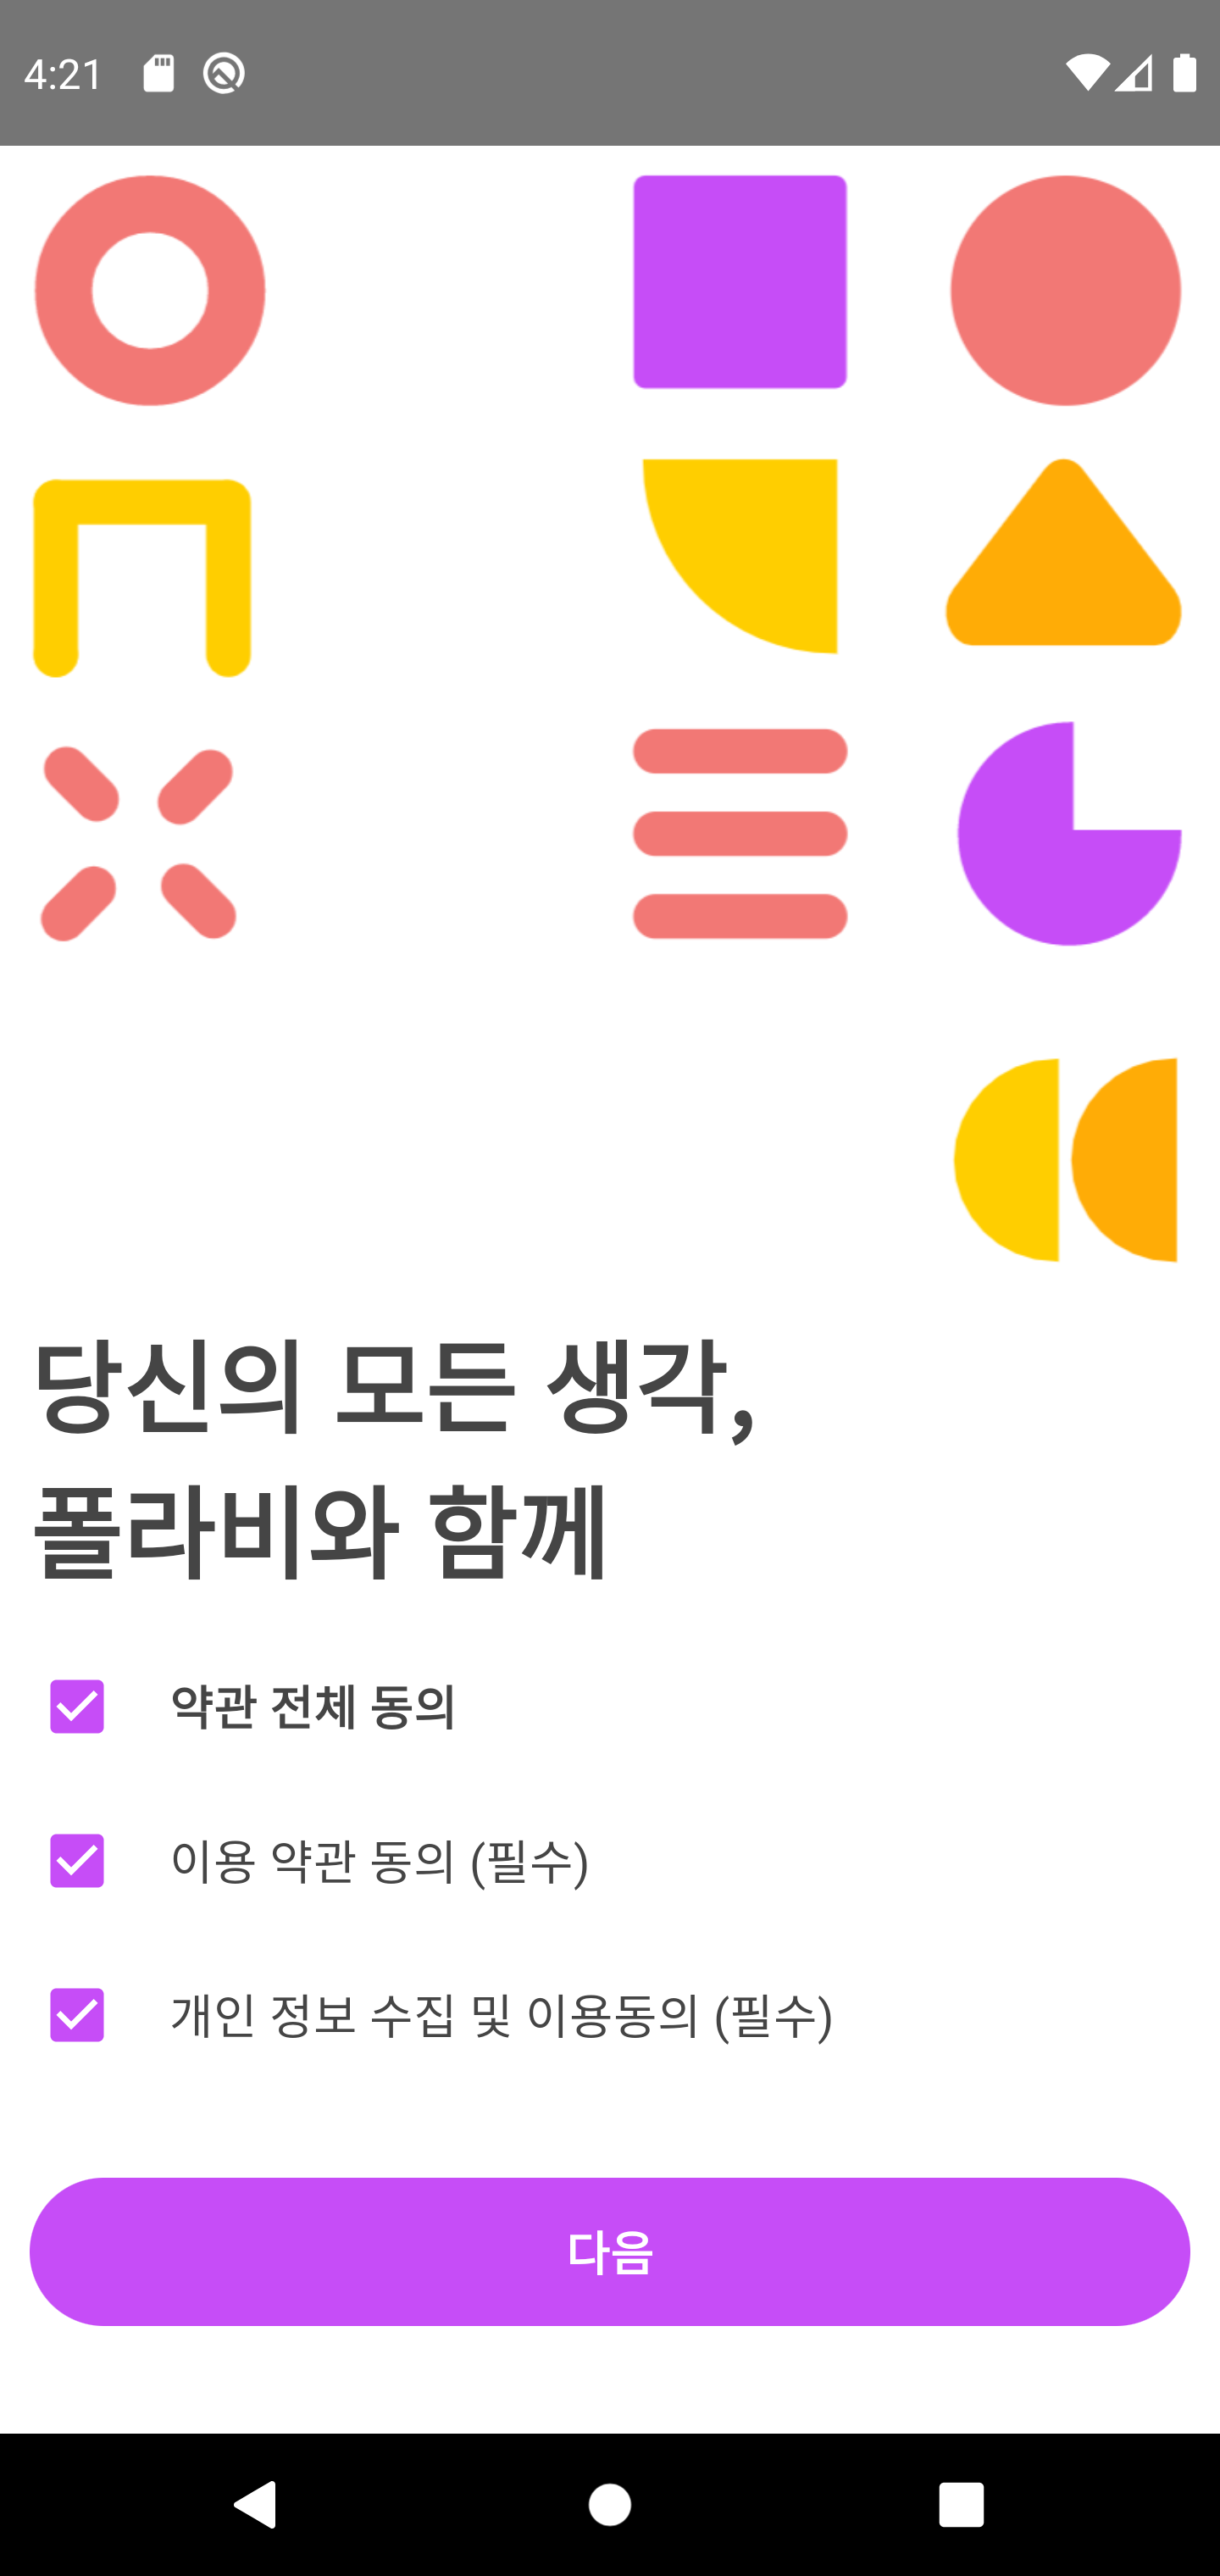 4:21
당신의 모든 생각,
폴라비와 함께
약관 전체 동의
이용 약관 동의 (필수)
개인 정보 수집 및 이용동의 (필수)
다음